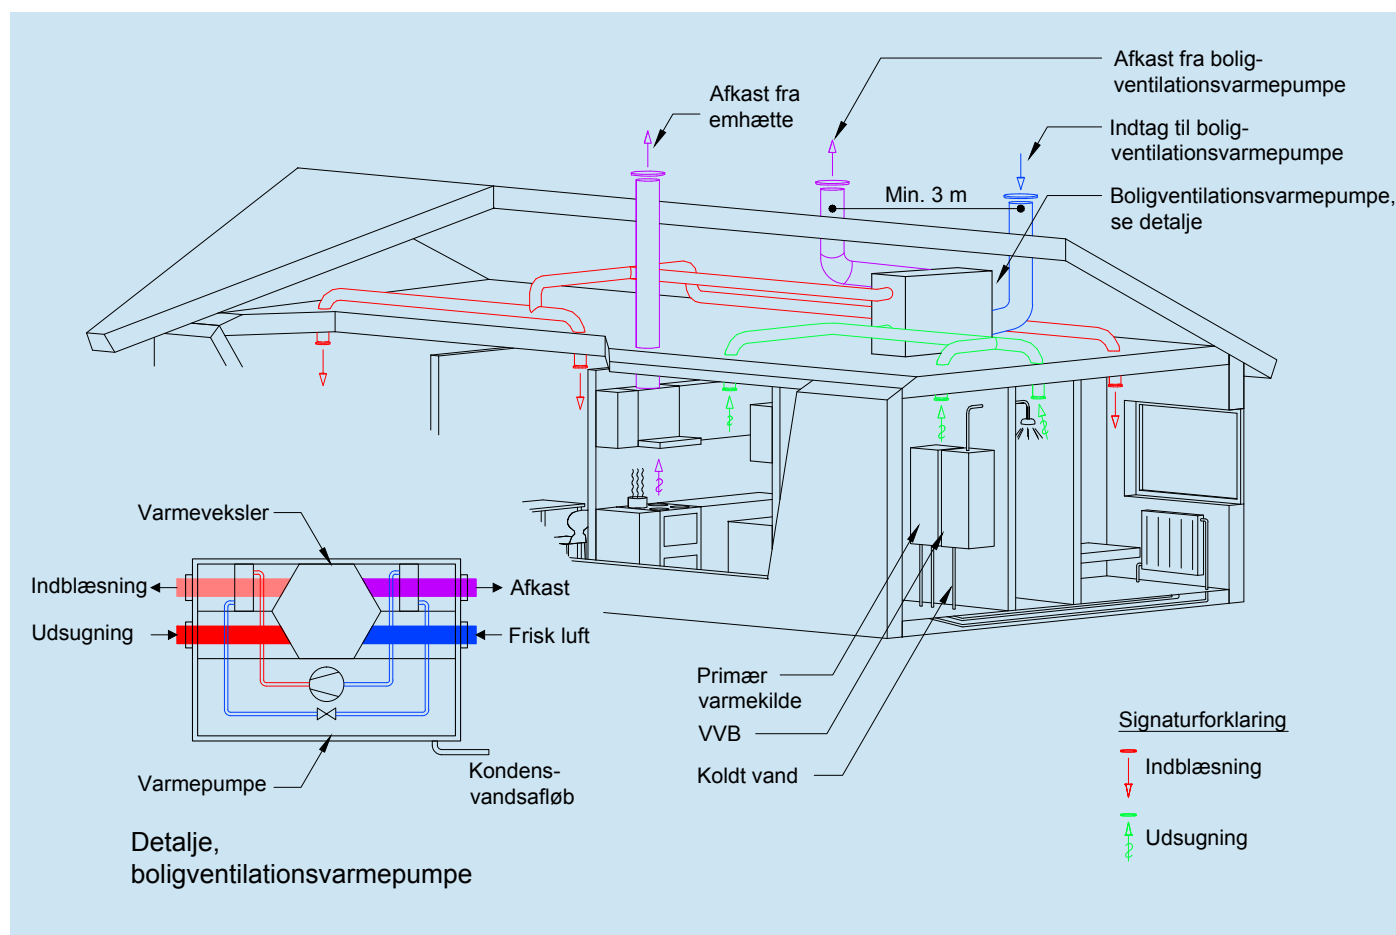 Afkast fra
emhætte
Afkast fra bolig-
ventilationsvarmepumpe
Indtag til bolig-
ventilationsvarmepumpe
Min. 3 m
Boligventilationsvarmepumpe,
se detalje
Varmeveksler
Indblæsning
Afkast
Udsugning
Frisk luft
Varmepumpe
Kondens-
vandsafløb
Detalje,
boligventilationsvarmepumpe
Primær
varmekilde
VVB
Koldt vand
Signaturforklaring
Indblæsning
Udsugning